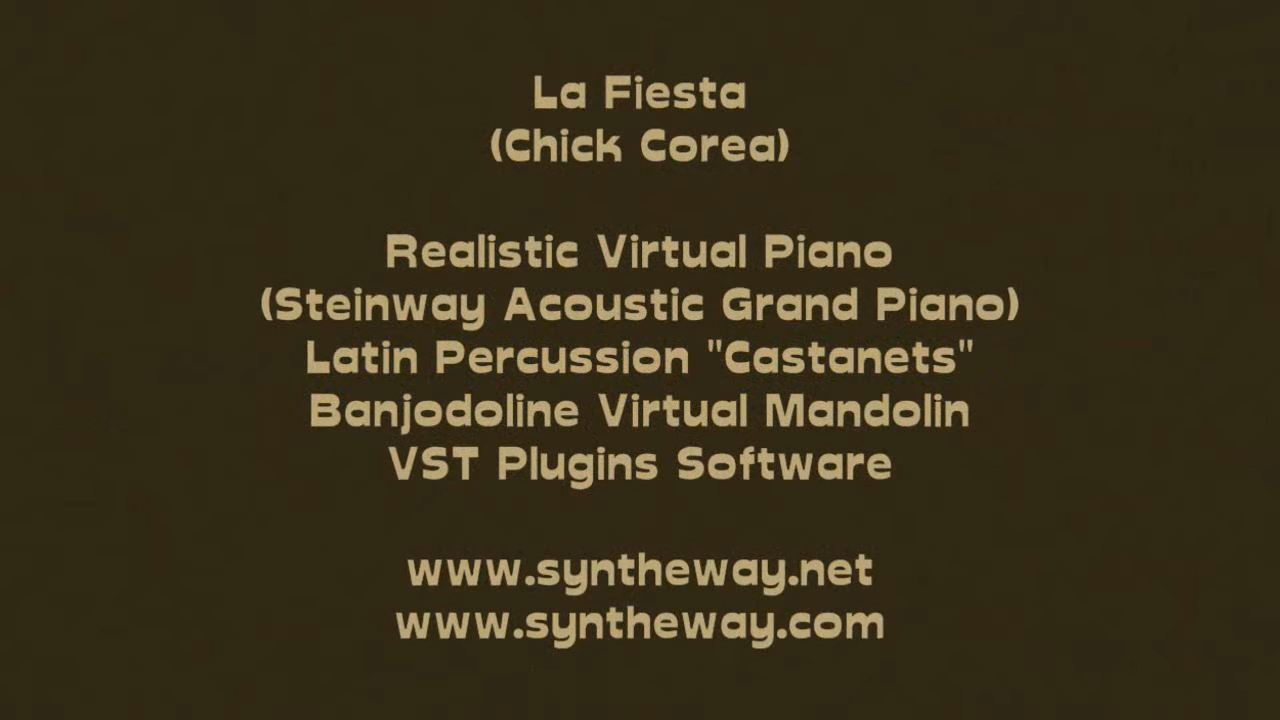 La Fiesta
(Chick Corea)
Realistic Virtual Piano
(Steinway Acoustic Grand Piano)
Latin Percussion "Castanets"
Banjodoline Virtual Mandolin
VST Plugins Software
www.syntheway.net
www.syntheway.com